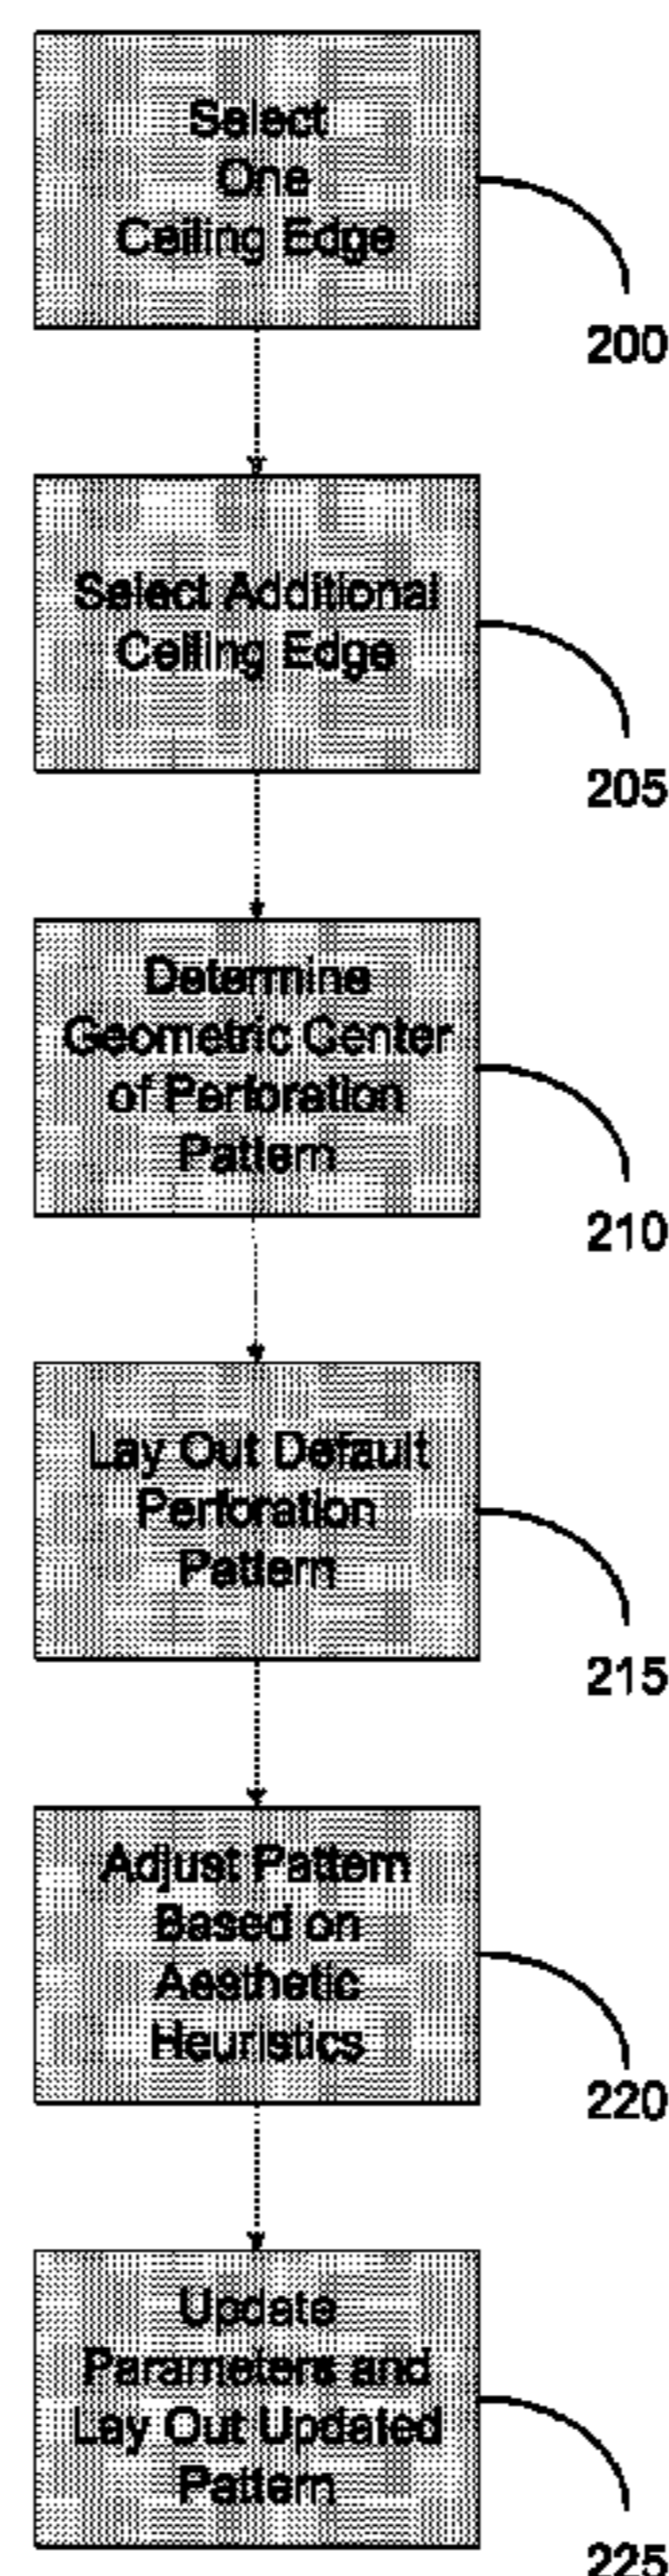 Select
One
Ceiling Edge
200
Select Additional
Ceiling Edge
205
Determine
Geometric Center
of Perforation
Pattern
210
Lay Out Default
Perforation
Pattern
215
Adjust Pattern
Based on
Aesthetic
Heuristics
220
Update
Parameters and
Lay Out Updated
Pattern
225